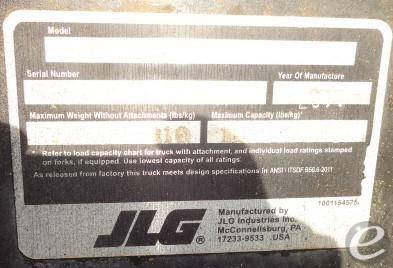 Model
Serial Number
Year Of Manufacture
Maximum Weight Without Attachments (lbs/kg)
Maximum Capacity (lbs/kg)*
* Refer to load capacity chart for truck with attachment, and individual load ratings stamped
on forks, if equipped. Use lowest capacity of all ratings.
As released from factory this truck meets design specifications in ANSI / ITSDF B56.6-2011
JLG®
Manufactured by
JLG Industries Inc.
McConnellsburg, PA
17233-9533 USA
1001154575
e